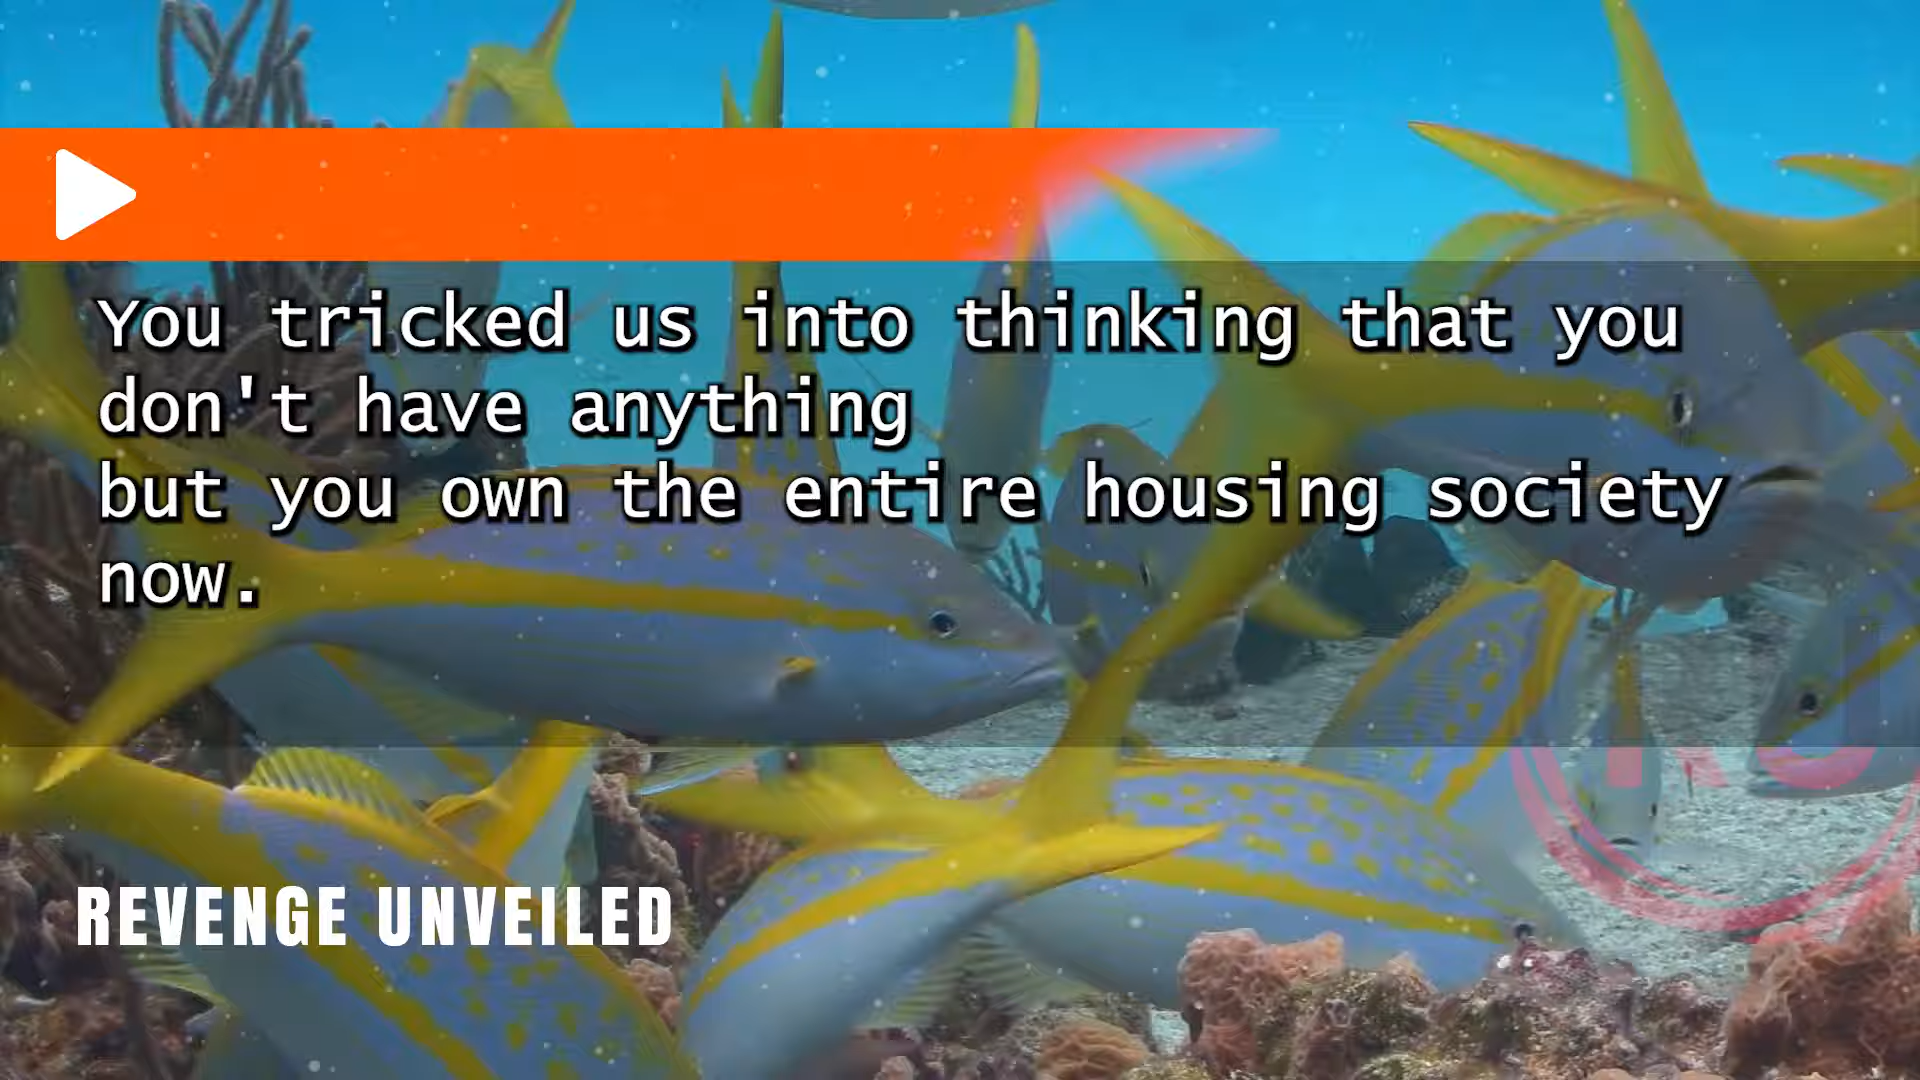 You tricked us into thinking that you
don't have anything
but you own the entire housing society
now.
REVENGE UNVEILED
RU